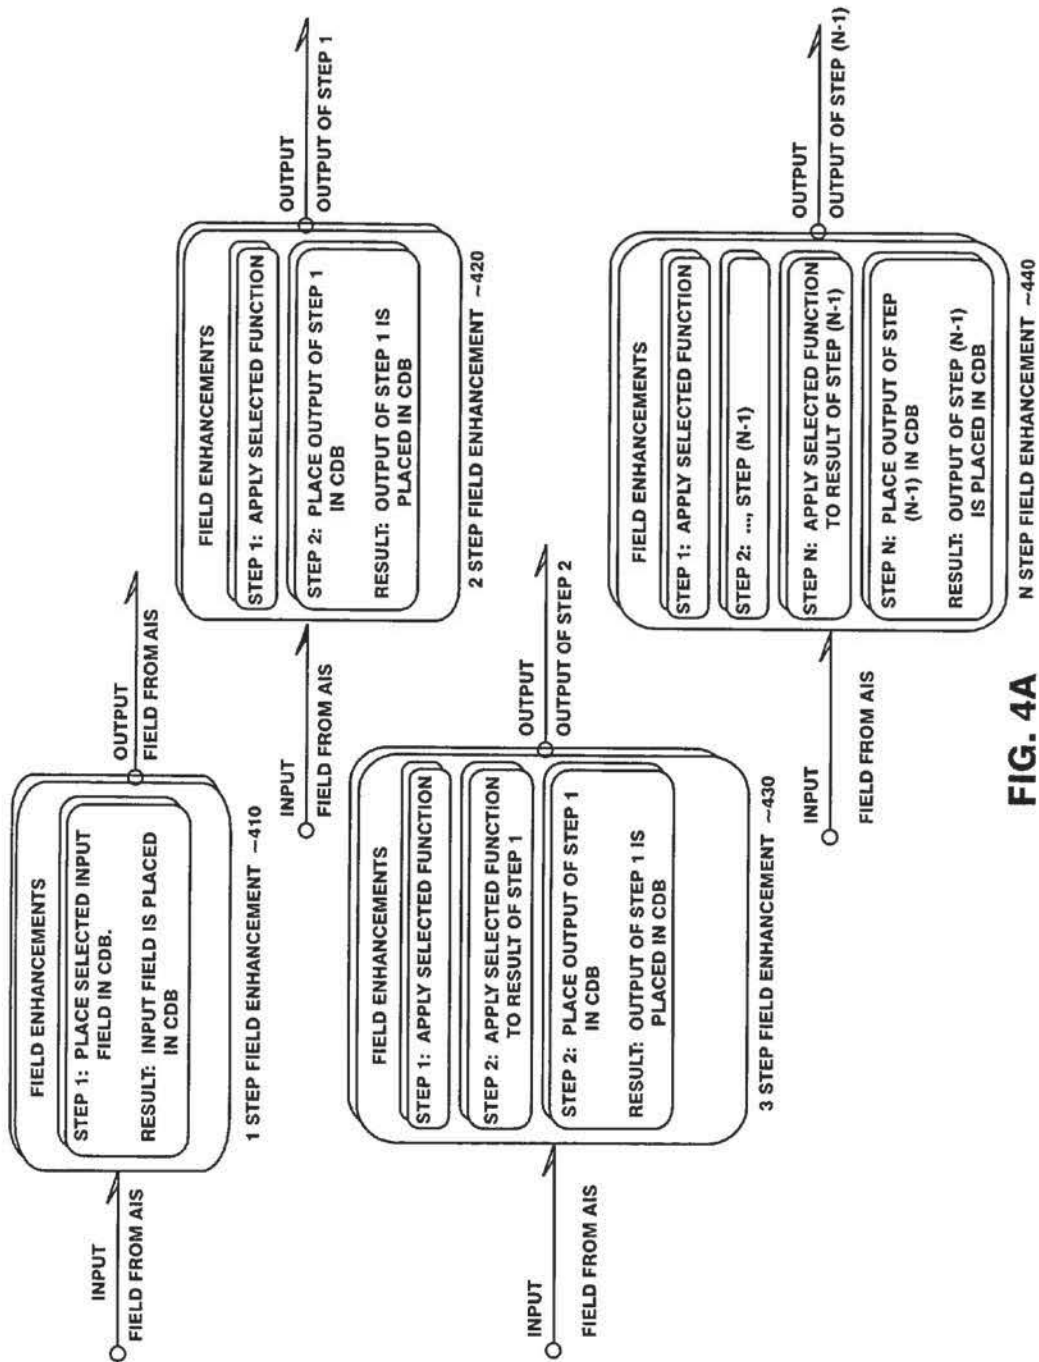 INPUT
FIELD FROM AIS
FIELD ENHANCEMENTS
STEP 1: PLACE SELECTED INPUT
FIELD IN CDB.
RESULT: INPUT FIELD IS PLACED
IN CDB
1 STEP FIELD ENHANCEMENT ~410
OUTPUT
FIELD FROM AIS
INPUT
FIELD FROM AIS
FIELD ENHANCEMENTS
STEP 1: APPLY SELECTED FUNCTION
STEP 2: PLACE OUTPUT OF STEP 1
IN CDB
RESULT: OUTPUT OF STEP 1 IS
PLACED IN CDB
2 STEP FIELD ENHANCEMENT ~420
OUTPUT
OUTPUT OF STEP 1
INPUT
FIELD FROM AIS
FIELD ENHANCEMENTS
STEP 1: APPLY SELECTED FUNCTION
STEP 2: APPLY SELECTED FUNCTION
TO RESULT OF STEP 1
STEP 2: PLACE OUTPUT OF STEP 1
IN CDB
RESULT: OUTPUT OF STEP 1 IS
PLACED IN CDB
3 STEP FIELD ENHANCEMENT ~430
OUTPUT
OUTPUT OF STEP 2
INPUT
FIELD FROM AIS
FIELD ENHANCEMENTS
STEP 1: APPLY SELECTED FUNCTION
STEP 2: ..., STEP (N-1)
STEP N: APPLY SELECTED FUNCTION
TO RESULT OF STEP (N-1)
STEP N: PLACE OUTPUT OF STEP
(N-1) IN CDB
RESULT: OUTPUT OF STEP (N-1)
IS PLACED IN CDB
N STEP FIELD ENHANCEMENT ~440
OUTPUT
OUTPUT OF STEP (N-1)
FIG. 4A